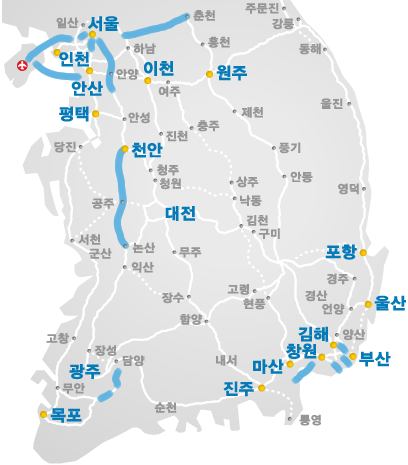 주문진
일산
서울
춘천
강릉
하남
홍천
동해
인천
안양
이천
원주
안산
여주
울진
평택
안성
충주
제천
당진
진천
천안
풍기
청주
청원
상주
안동
영덕
공주
대전
낙동
김천
구미
서천
군산
논산
무주
포항
익산
경주
장수
고령
현풍
경산
언양
울산
함양
김해
양산
고창
장성
담양
내서
창원
부산
광주
마산
무안
진주
목포
순천
통영